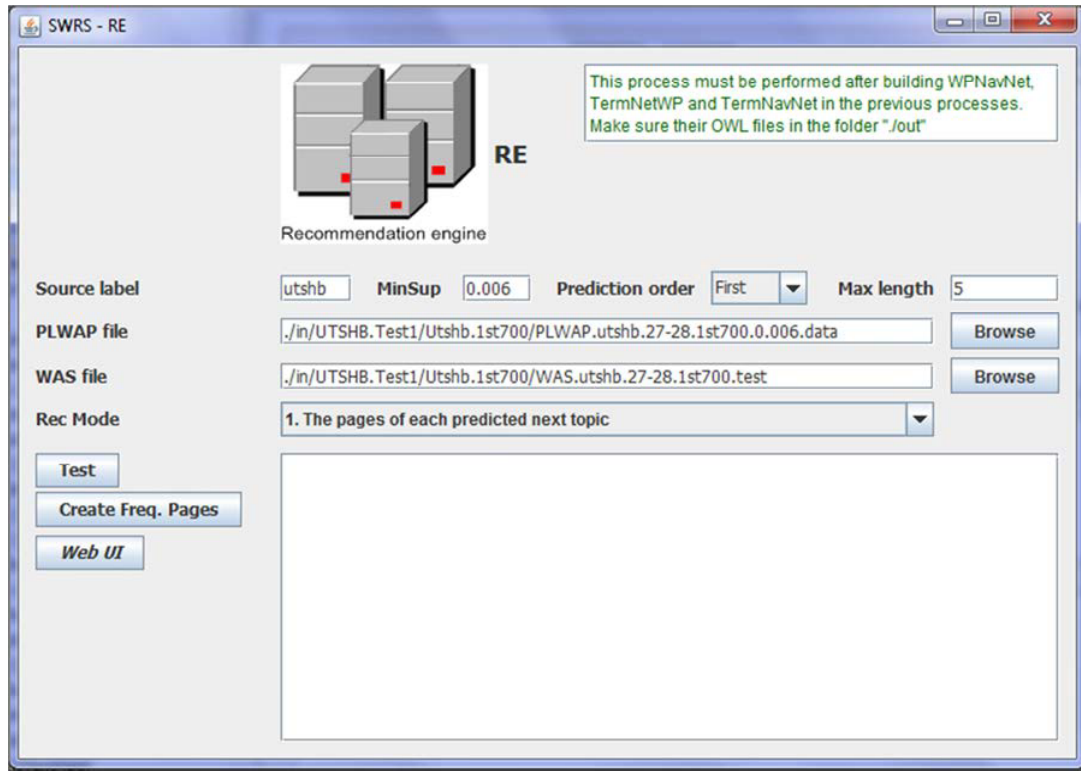 SWRS - RE
This process must be performed after building WPNavNet,
TermNetWP and TermNavNet in the previous processes.
Make sure their OWL files in the folder "./out"
RE
Recommendation engine
Source label utshb MinSup 0.006 Prediction order First Max length 5
PLWAP file ./in/UTSHB.Test1/Utshb.1st700/PLWAP.utshb.27-28.1st700.0.006.data Browse
WAS file ./in/UTSHB.Test1/Utshb.1st700/WAS.utshb.27-28.1st700.test Browse
Rec Mode 1. The pages of each predicted next topic
Test
Create Freq. Pages
Web UI